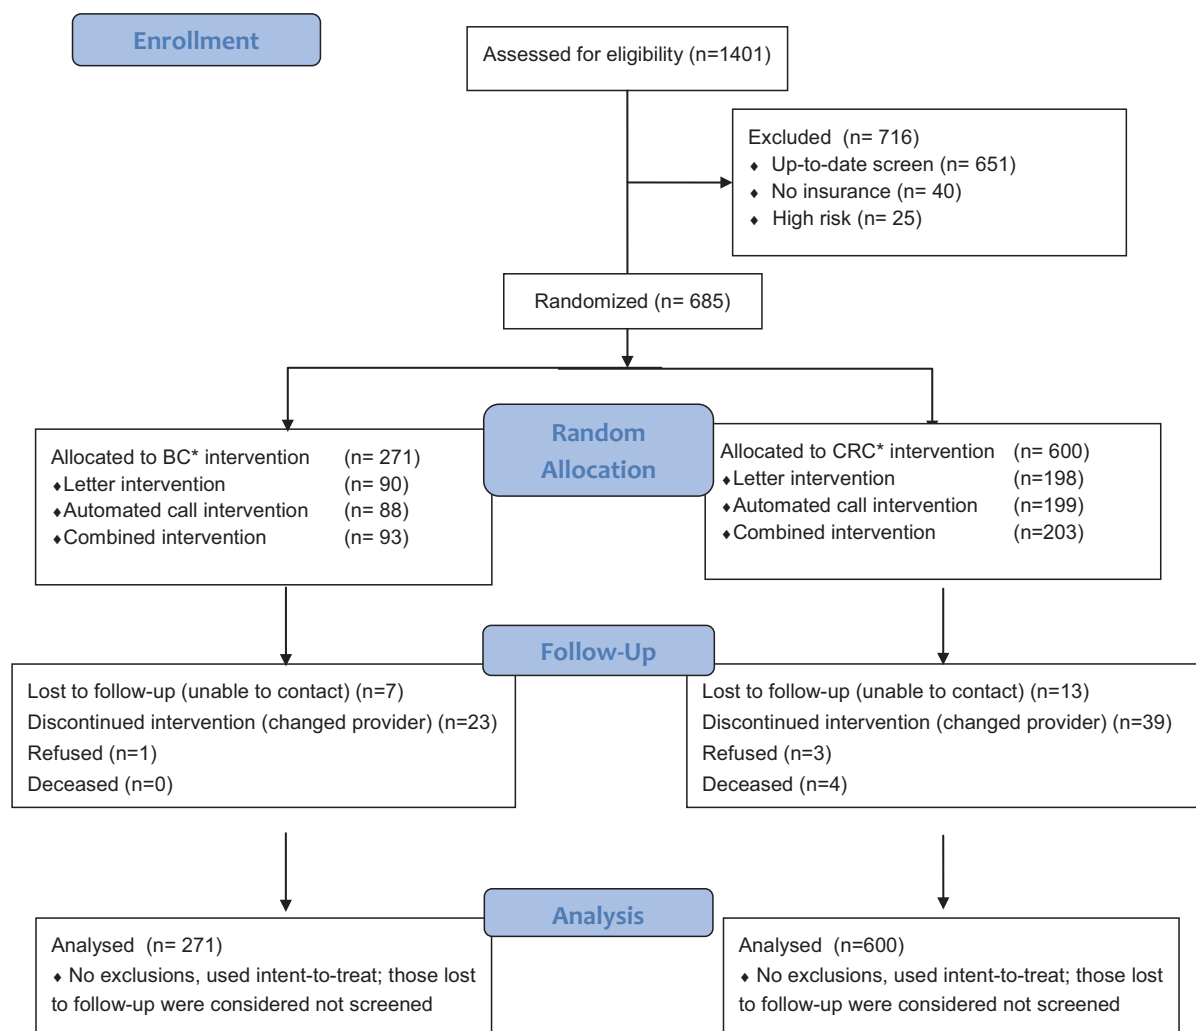 Enrollment
Assessed for eligibility (n=1401)
Excluded (n= 716)
♦ Up-to-date screen (n= 651)
♦ No insurance (n= 40)
♦ High risk (n= 25)
Randomized (n= 685)
Random
Allocation
Allocated to BC* intervention (n= 271)
♦Letter intervention (n= 90)
♦Automated call intervention (n= 88)
♦Combined intervention (n= 93)
Allocated to CRC* intervention (n= 600)
♦Letter intervention (n=198)
♦Automated call intervention (n=199)
♦Combined intervention (n=203)
Follow-Up
Lost to follow-up (unable to contact) (n=7)
Discontinued intervention (changed provider) (n=23)
Refused (n=1)
Deceased (n=0)
Lost to follow-up (unable to contact) (n=13)
Discontinued intervention (changed provider) (n=39)
Refused (n=3)
Deceased (n=4)
Analysis
Analysed (n= 271)
♦ No exclusions, used intent-to-treat; those lost
to follow-up were considered not screened
Analysed (n=600)
♦ No exclusions, used intent-to-treat; those lost
to follow-up were considered not screened